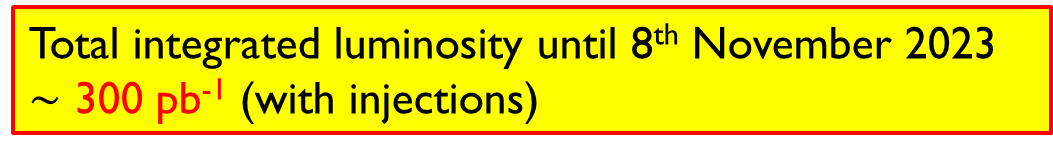 Total integrated luminosity until 8th November 2023
~ 300 pb-1 (with injections)